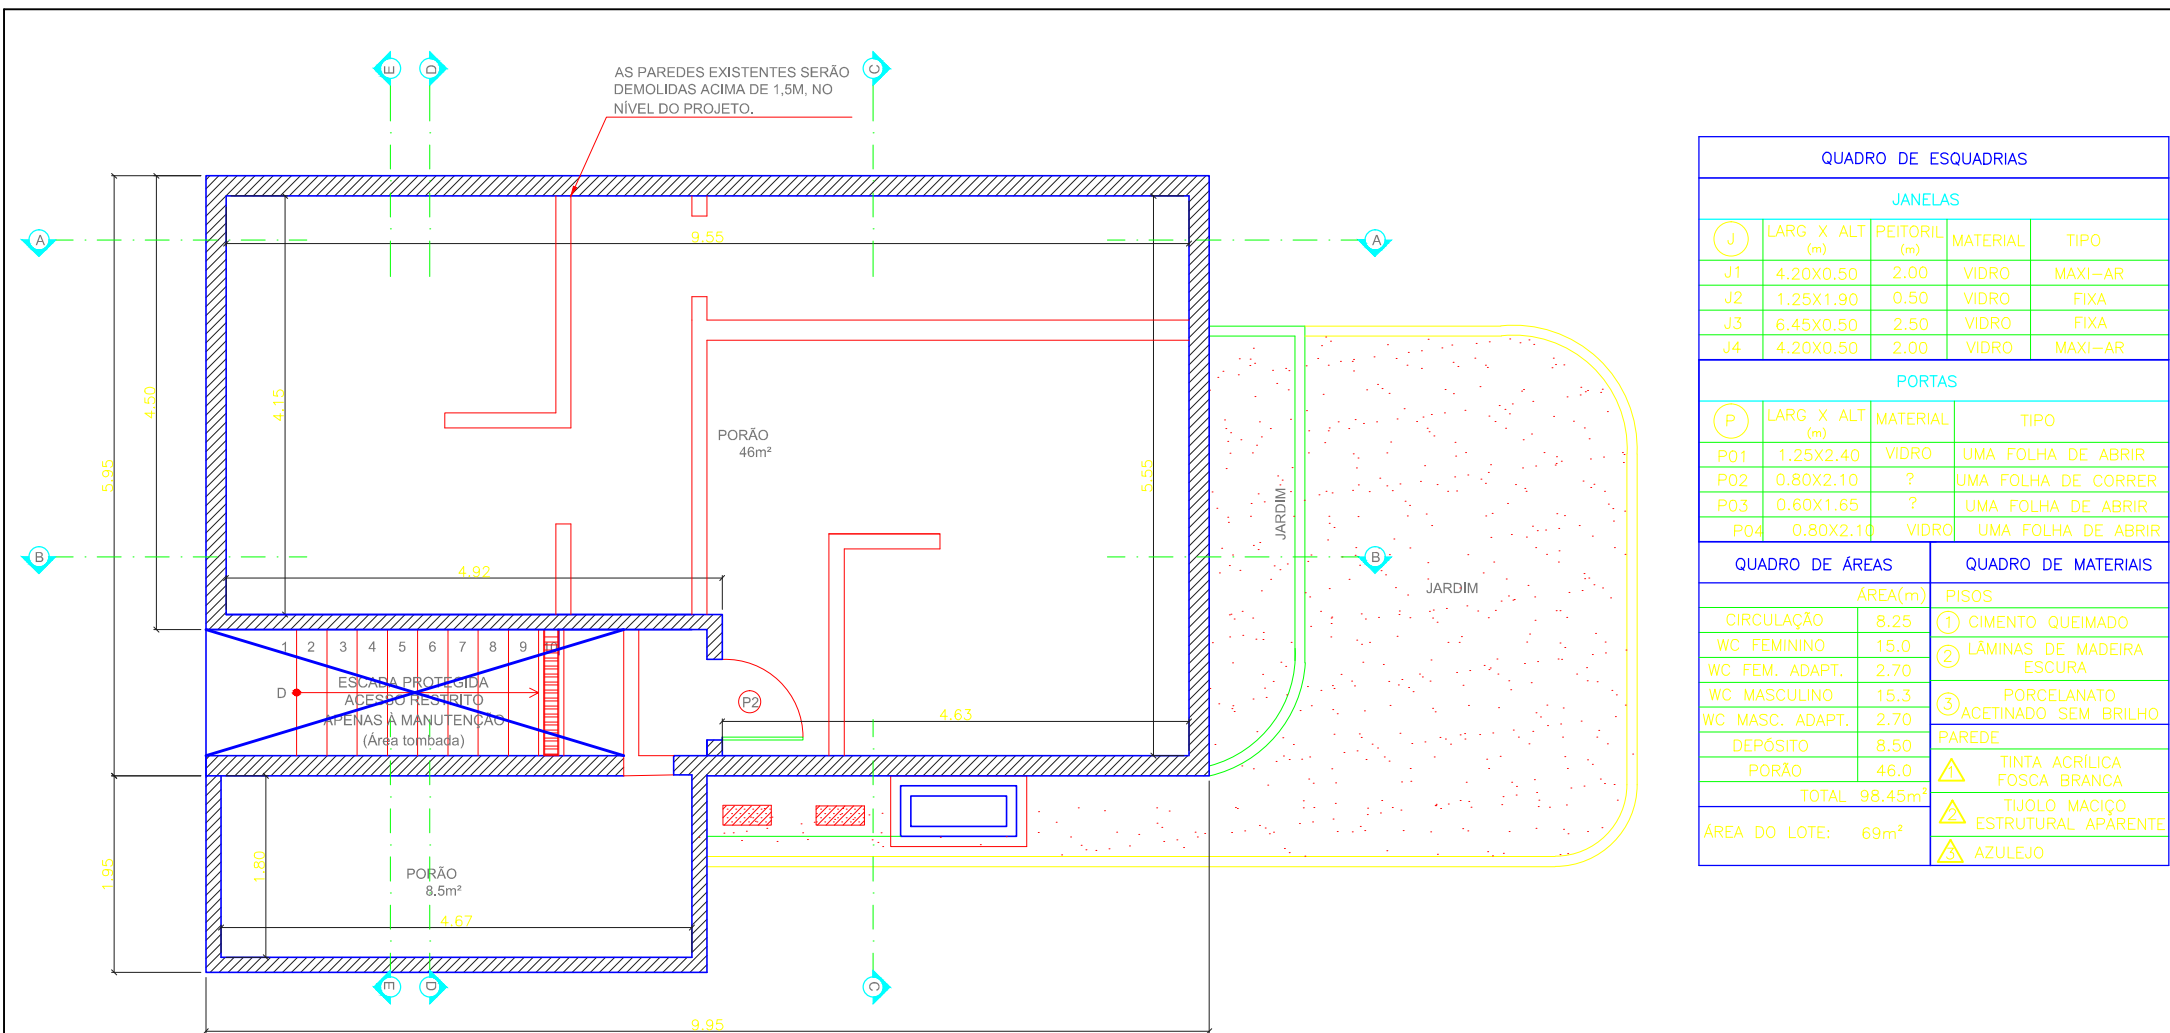 E
D
C
AS PAREDES EXISTENTES SERÃO
DEMOLIDAS ACIMA DE 1,5M, NO
NÍVEL DO PROJETO.
A
9.55
A
4.50
4.15
5.95
5.55
PORÃO
46m²
JARDIM
JARDIM
B
4.92
B
1 2 3 4 5 6 7 8 9 10
D
ESCADA PROTEGIDA
ACESSO RESTRITO
APENAS À MANUTENÇÃO
(Área tombada)
P2
4.63
1.95
1.80
PORÃO
8.5m²
4.67
E
D
C
9.95
QUADRO DE ESQUADRIAS
JANELAS
J LARG X ALT (m) PEITORIL (m) MATERIAL TIPO
J1 4.20X0.50 2.00 VIDRO MAXI-AR
J2 1.25X1.90 0.50 VIDRO FIXA
J3 6.45X0.50 2.50 VIDRO FIXA
J4 4.20X0.50 2.00 VIDRO MAXI-AR
PORTAS
P LARG X ALT (m) MATERIAL TIPO
P01 1.25X2.40 VIDRO UMA FOLHA DE ABRIR
P02 0.80X2.10 ? UMA FOLHA DE CORRER
P03 0.60X1.65 ? UMA FOLHA DE ABRIR
P04 0.80X2.10 VIDRO UMA FOLHA DE ABRIR
QUADRO DE ÁREAS
ÁREA(m)
CIRCULAÇÃO 8.25
WC FEMININO 15.0
WC FEM. ADAPT. 2.70
WC MASCULINO 15.3
WC MASC. ADAPT. 2.70
DEPÓSITO 8.50
PORÃO 46.0
TOTAL 98.45m²
ÁREA DO LOTE: 69m²
QUADRO DE MATERIAIS
PISOS
1 CIMENTO QUEIMADO
2 LÂMINAS DE MADEIRA
ESCURA
3 PORCELANATO
ACETINADO SEM BRILHO
PAREDE
1 TINTA ACRÍLICA
FOSCA BRANCA
2 TIJOLO MACIÇO
ESTRUTURAL APARENTE
3 AZULEJO